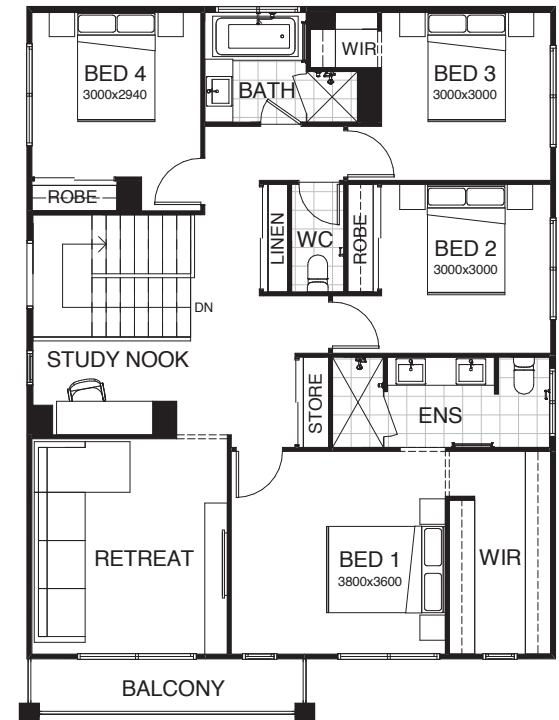 BED 4
3000x2940
BATH
WIR
BED 3
3000x3000
ROBE
LINEN
WC
ROBE
BED 2
3000x3000
DN
STUDY NOOK
STORE
ENS
RETREAT
BED 1
3800x3600
WIR
BALCONY